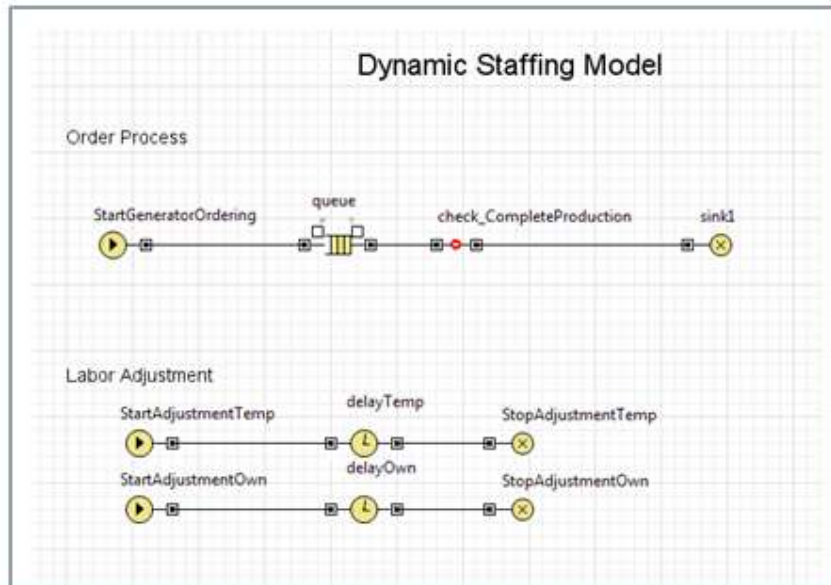 Dynamic Staffing Model
Order Process
StartGeneratorOrdering
queue
check_CompleteProduction
sink1
Labor Adjustment
StartAdjustmentTemp
delayTemp
StopAdjustmentTemp
StartAdjustmentOwn
delayOwn
StopAdjustmentOwn